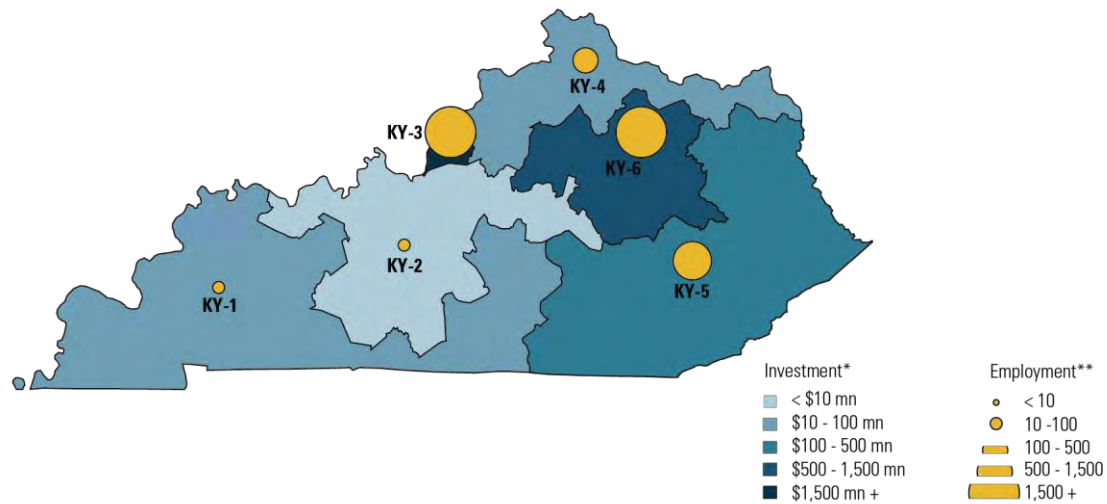 KY-4
KY-3
KY-6
KY-2
KY-5
KY-1
Investment*
< $10 mn
$10 - 100 mn
$100 - 500 mn
$500 - 1,500 mn
$1,500 mn +
Employment**
< 10
10 -100
100 - 500
500 - 1,500
1,500 +